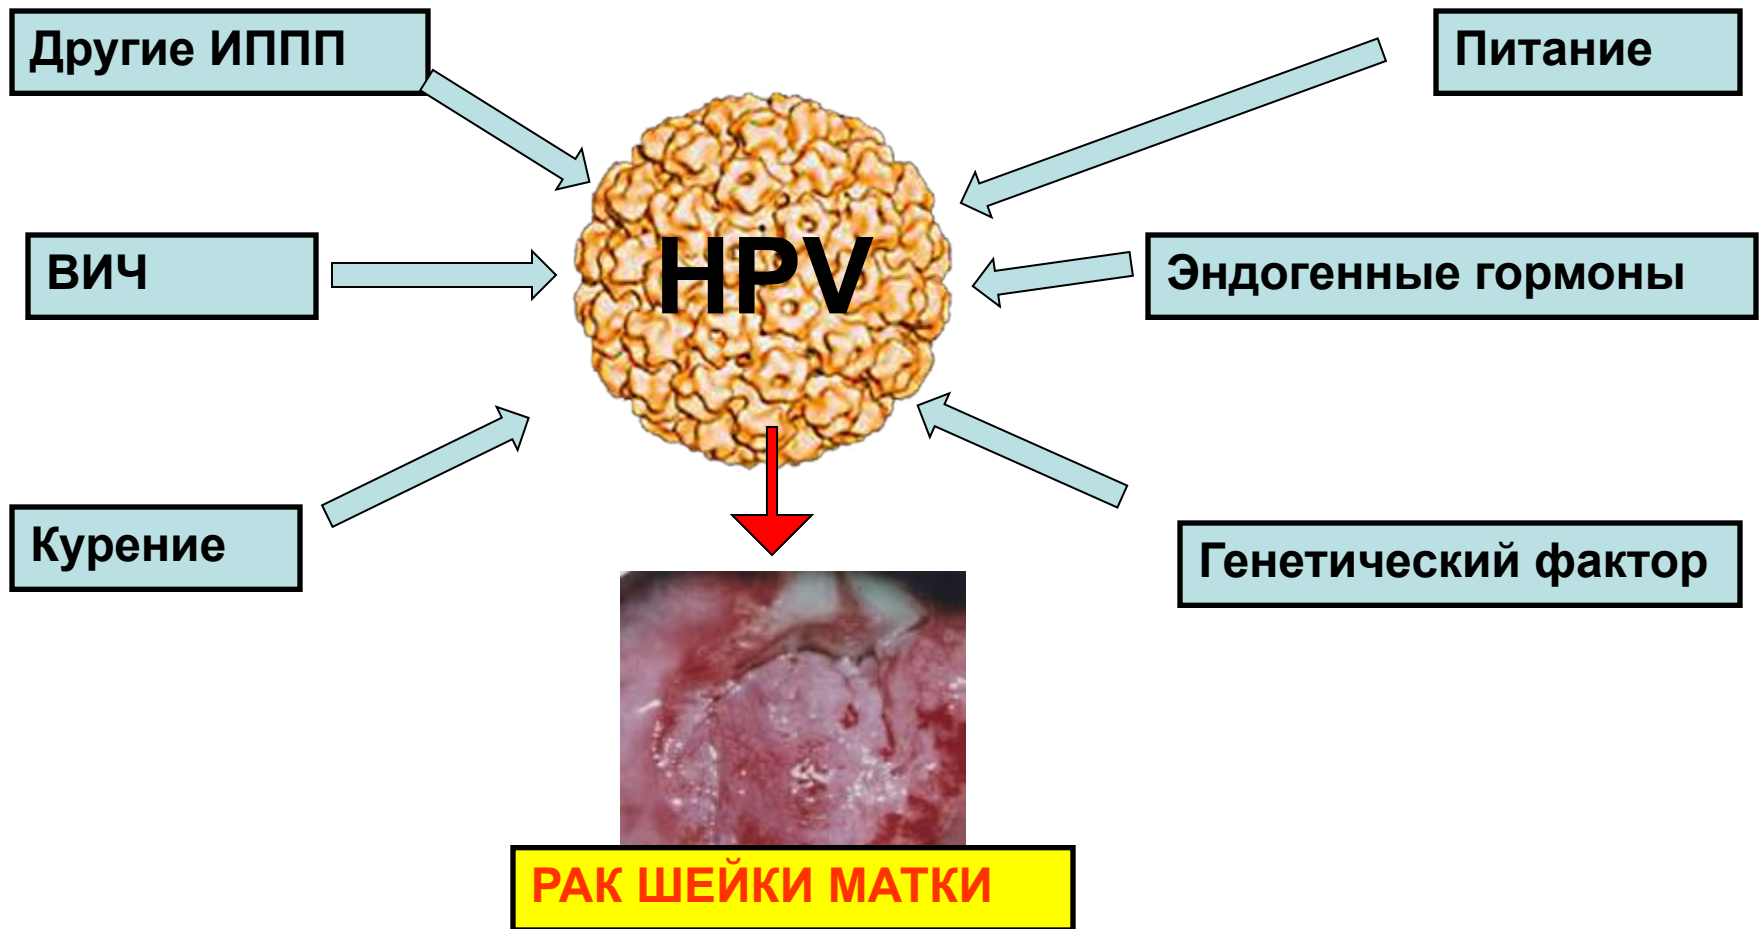 Другие ИППП
Питание
HPV
ВИЧ
Эндогенные гормоны
Курение
Генетический фактор
РАК ШЕЙКИ МАТКИ